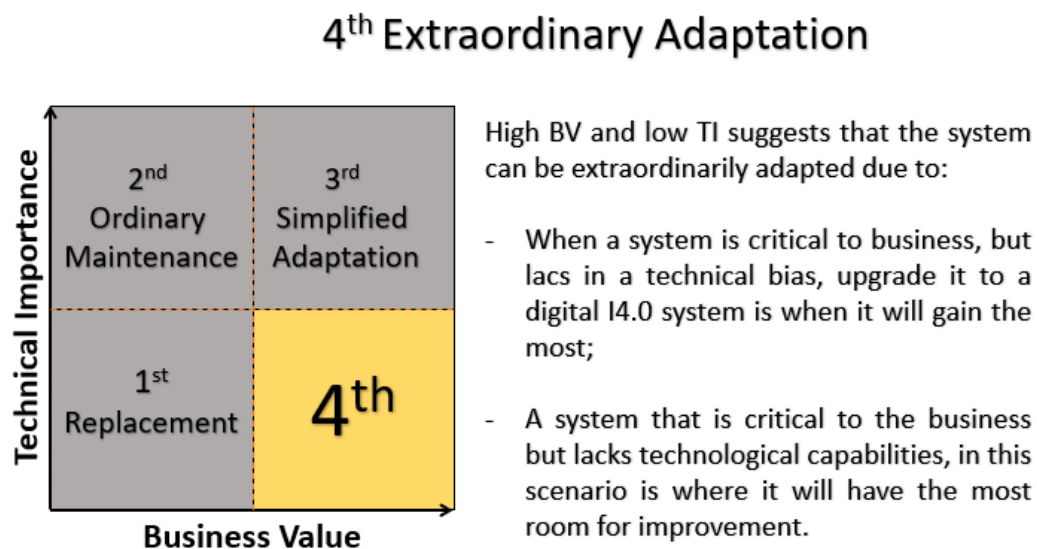 4th Extraordinary Adaptation
Technical Importance
2nd
Ordinary
Maintenance
3rd
Simplified
Adaptation
1st
Replacement
4th
Business Value
High BV and low TI suggests that the system
can be extraordinarily adapted due to:
- When a system is critical to business, but
lacs in a technical bias, upgrade it to a
digital I4.0 system is when it will gain the
most;
- A system that is critical to the business
but lacks technological capabilities, in this
scenario is where it will have the most
room for improvement.